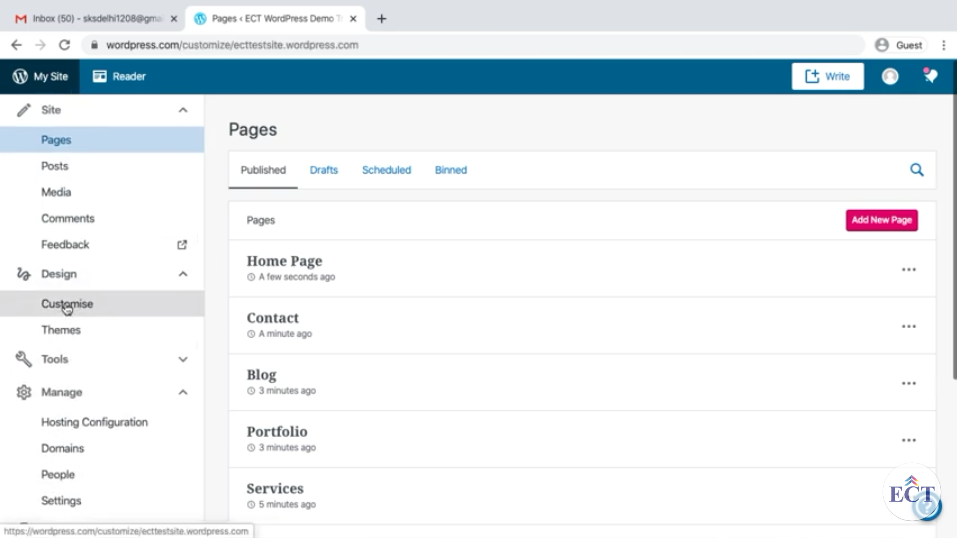 Inbox (50) - sksdelhi1208@gmai
Pages ‹ ECT WordPress Demo T
wordpress.com/customize/ecttestsite.wordpress.com
Guest
My Site
Reader
Write
Site
Pages
Posts
Media
Comments
Feedback
Design
Customise
Themes
Tools
Manage
Hosting Configuration
Domains
People
Settings
Pages
Published
Drafts
Scheduled
Binned
Pages
Add New Page
Home Page
A few seconds ago
Contact
A minute ago
Blog
3 minutes ago
Portfolio
3 minutes ago
Services
5 minutes ago
ECT
https://wordpress.com/customize/ecttestsite.wordpress.com